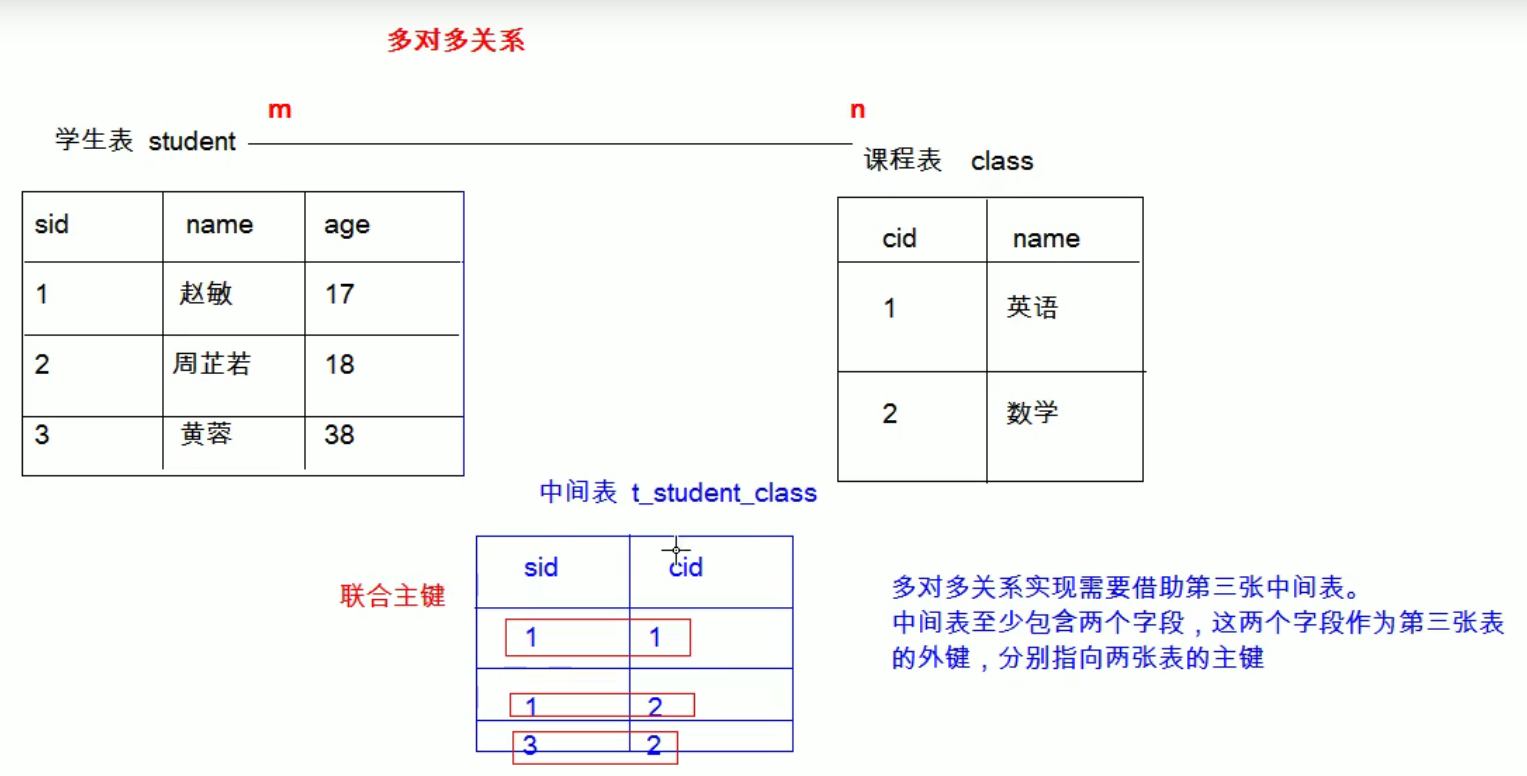 多对多关系
m n
学生表 student
课程表 class
sid name age
1 赵敏 17
2 周芷若 18
3 黄蓉 38
cid name
1 英语
2 数学
中间表 t_student_class
联合主键
sid cid
1 1
1 2
3 2
多对多关系实现需要借助第三张中间表。
中间表至少包含两个字段，这两个字段作为第三张表
的外键，分别指向两张表的主键